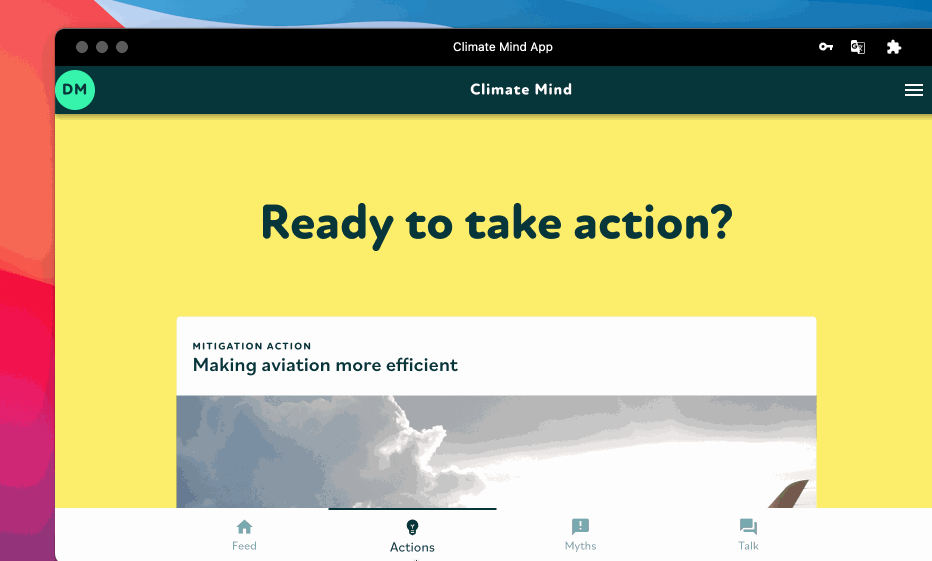 Climate Mind App
DM
Climate Mind
Ready to take action?
MITIGATION ACTION
Making aviation more efficient
Feed
Actions
Myths
Talk